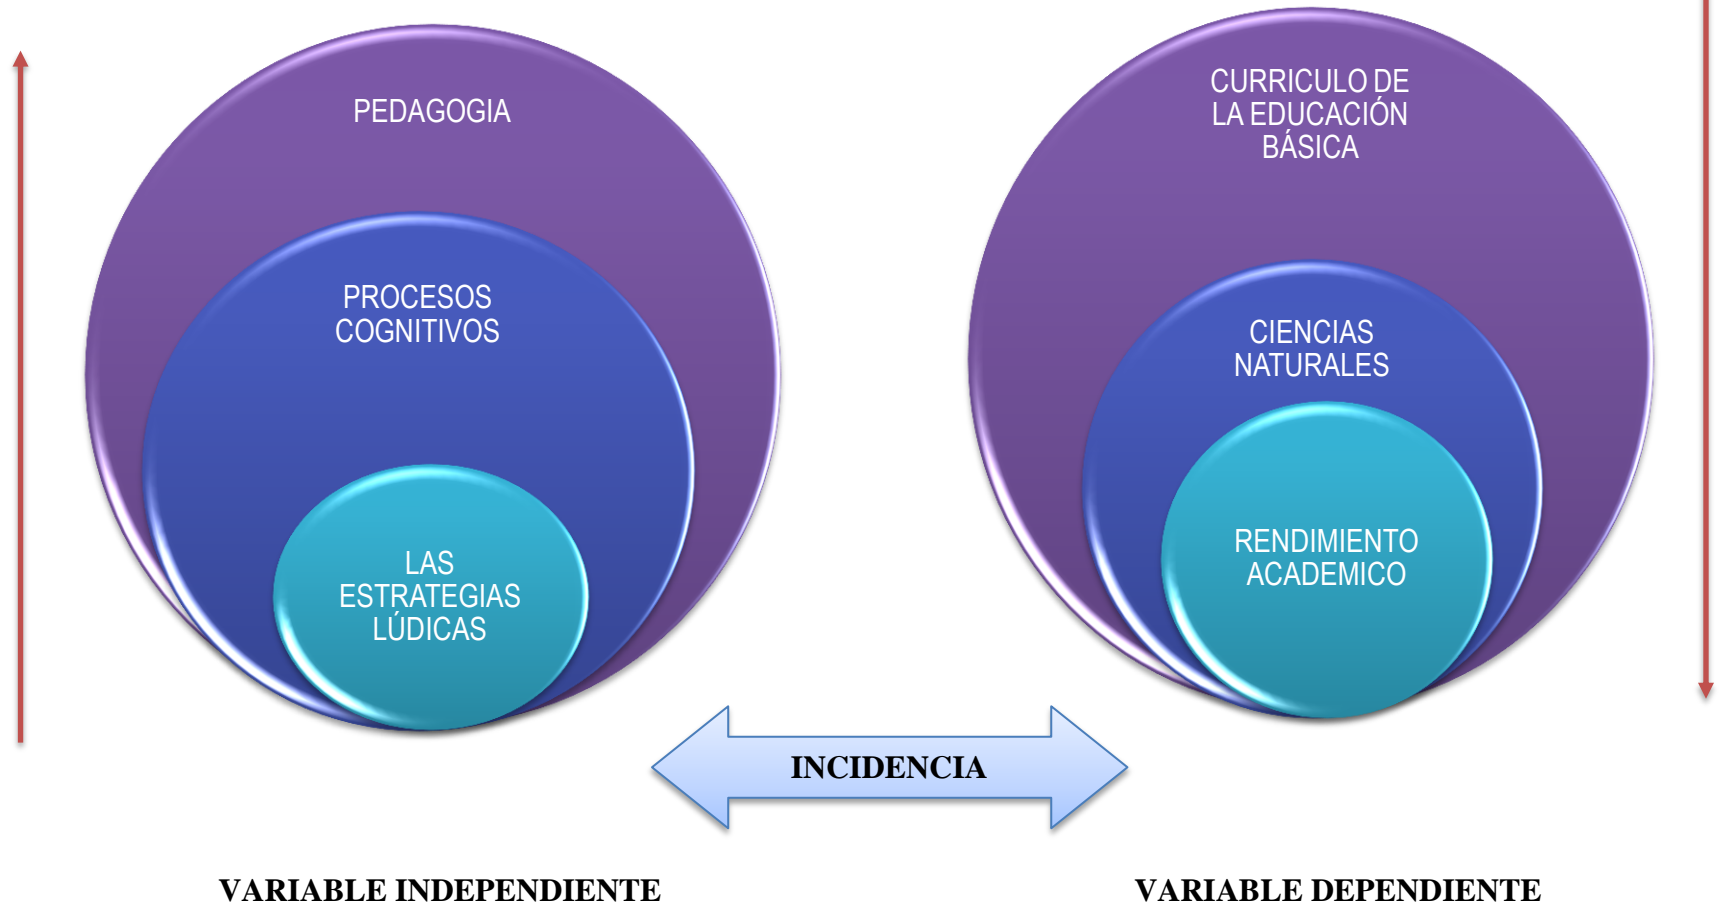 PEDAGOGIA
PROCESOS
COGNITIVOS
LAS
ESTRATEGIAS
LÚDICAS
CURRICULO DE
LA EDUCACIÓN
BÁSICA
CIENCIAS
NATURALES
RENDIMIENTO
ACADEMICO
INCIDENCIA
VARIABLE INDEPENDIENTE
VARIABLE DEPENDIENTE